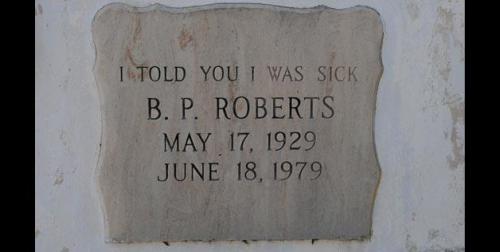 I TOLD YOU I WAS SICK
B. P. ROBERTS
MAY 17, 1929
JUNE 18, 1979